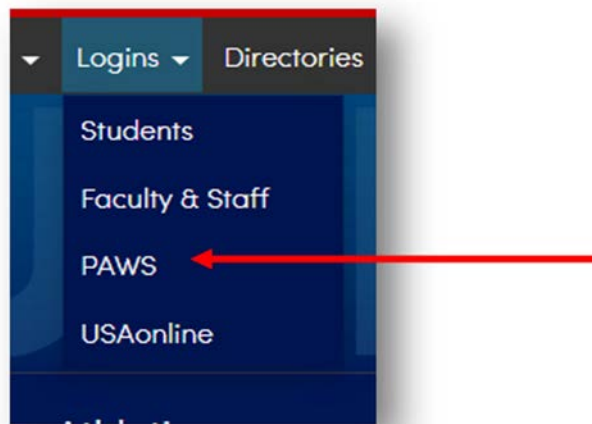 Logins Directories
Students
Faculty & Staff
PAWS
USAonline